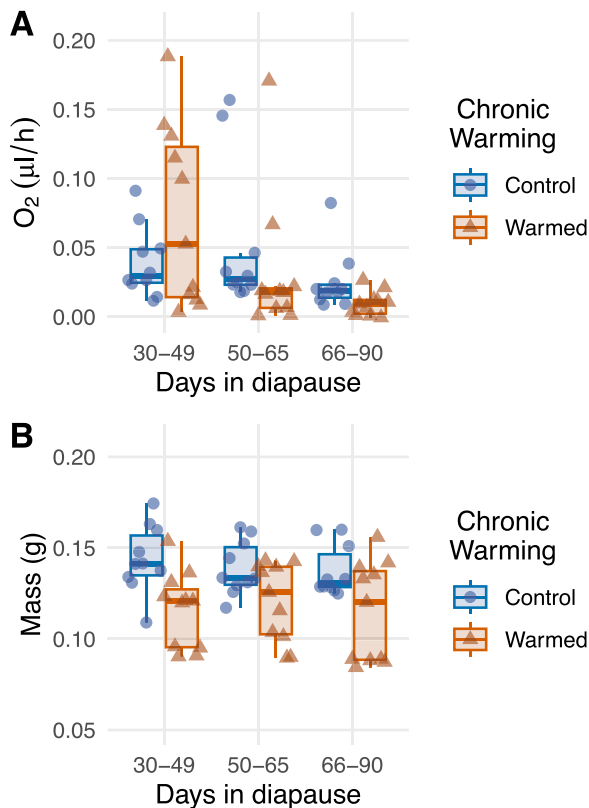 A
0.20
0.15
0.10
0.05
0.00
O₂ (μl/h)
30−49 50−65 66−90
Days in diapause
Chronic
Warming
Control
Warmed
B
0.20
0.15
0.10
0.05
Mass (g)
30−49 50−65 66−90
Days in diapause
Chronic
Warming
Control
Warmed